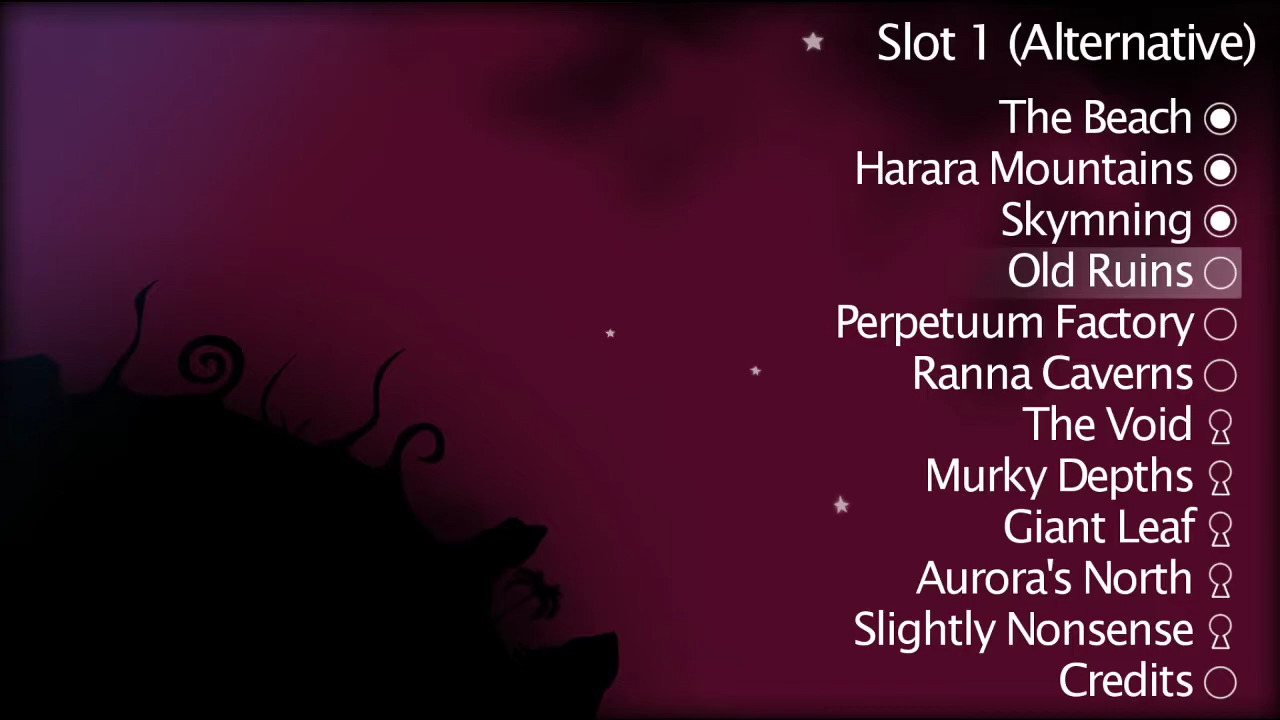 Slot 1 (Alternative)
The Beach
Harara Mountains
Skymning
Old Ruins
Perpetuum Factory
Ranna Caverns
The Void
Murky Depths
Giant Leaf
Aurora's North
Slightly Nonsense
Credits